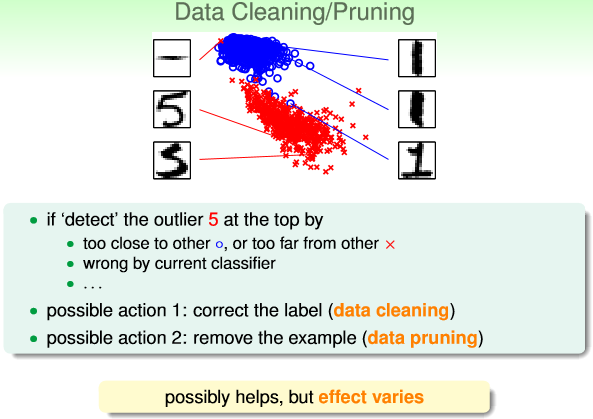 Data Cleaning/Pruning
5
1
if ‘detect’ the outlier 5 at the top by
too close to other ○, or too far from other ×
wrong by current classifier
...
possible action 1: correct the label (data cleaning)
possible action 2: remove the example (data pruning)
possibly helps, but effect varies